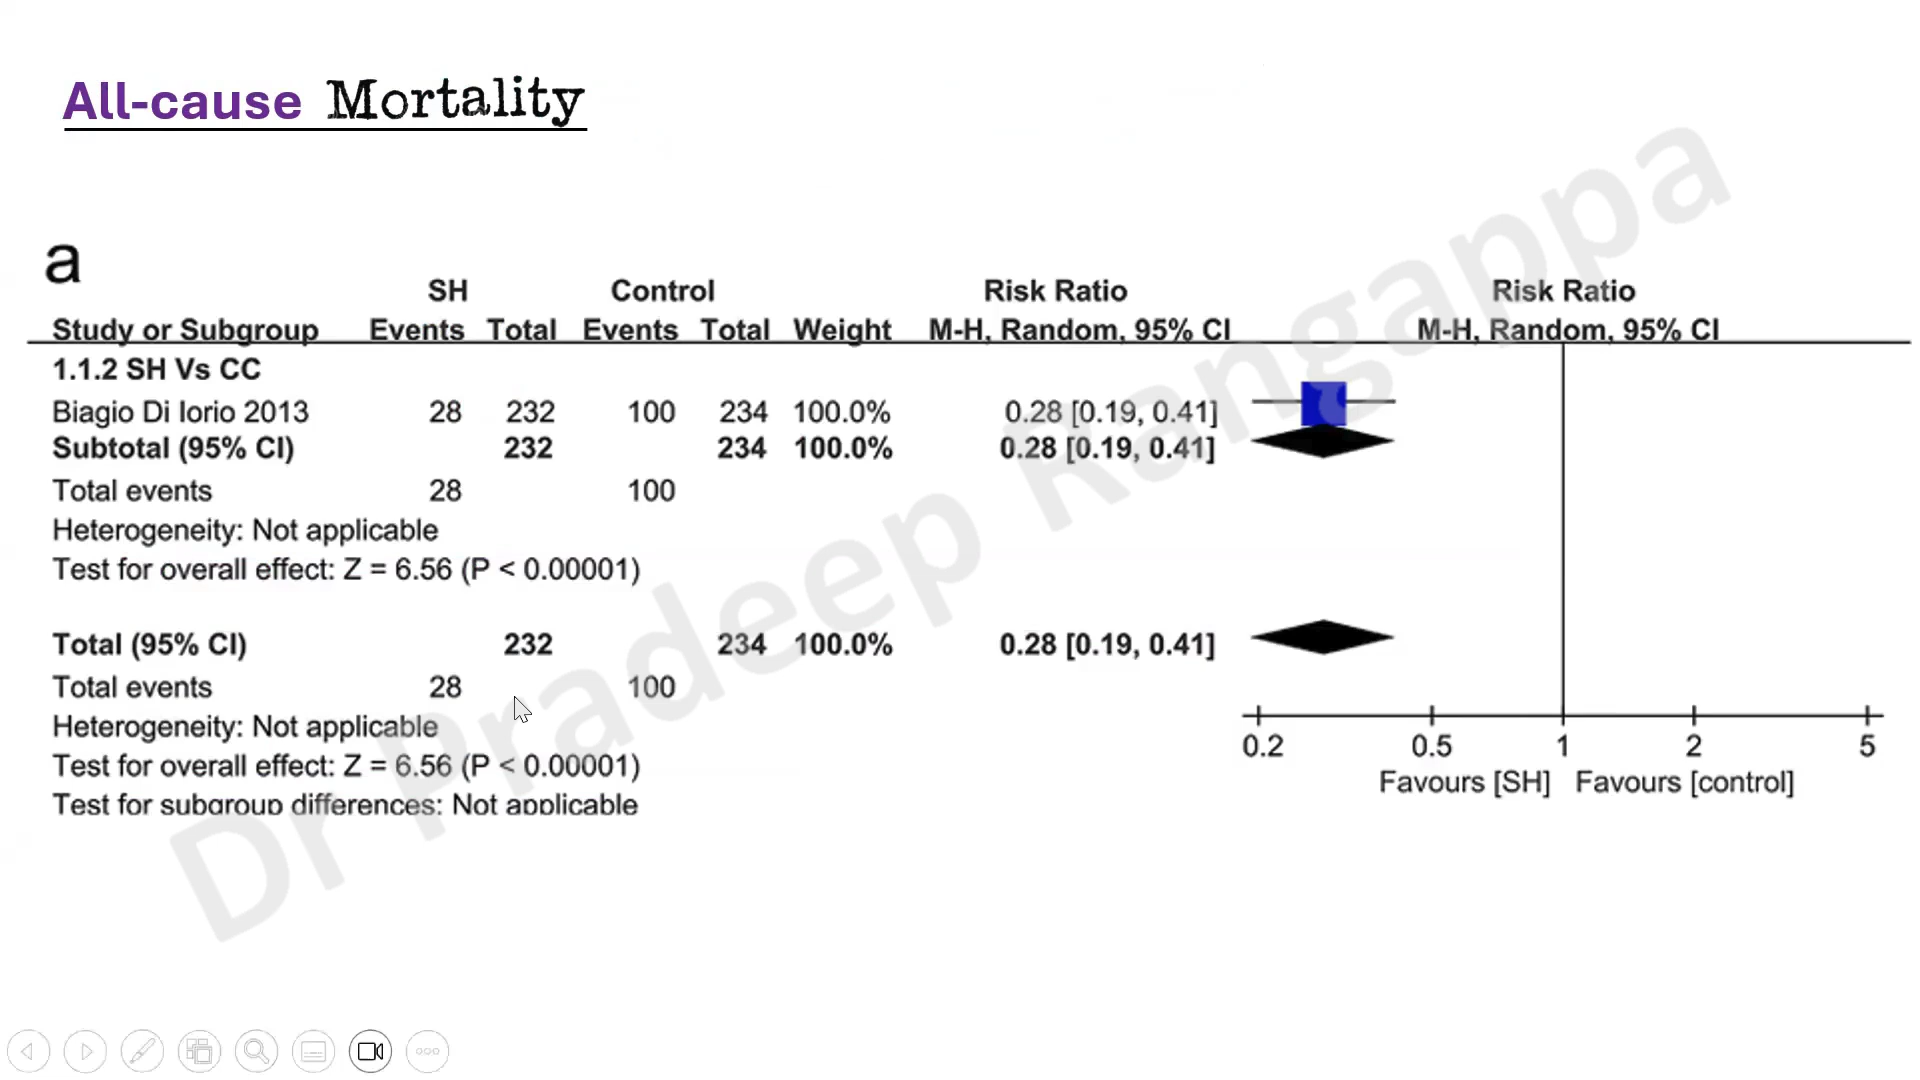 All-cause Mortality
a
SH Control Risk Ratio Risk Ratio
Study or Subgroup Events Total Events Total Weight M-H, Random, 95% CI M-H, Random, 95% CI
1.1.2 SH Vs CC
Biagio Di Iorio 2013 28 232 100 234 100.0% 0.28 [0.19, 0.41]
Subtotal (95% CI) 232 234 100.0% 0.28 [0.19, 0.41]
Total events 28 100
Heterogeneity: Not applicable
Test for overall effect: Z = 6.56 (P < 0.00001)
Total (95% CI) 232 234 100.0% 0.28 [0.19, 0.41]
Total events 28 100
Heterogeneity: Not applicable
Test for overall effect: Z = 6.56 (P < 0.00001)
Test for subgroup differences: Not applicable
0.2 0.5 1 2 5
Favours [SH] Favours [control]
Dr Pradeep Rangappa